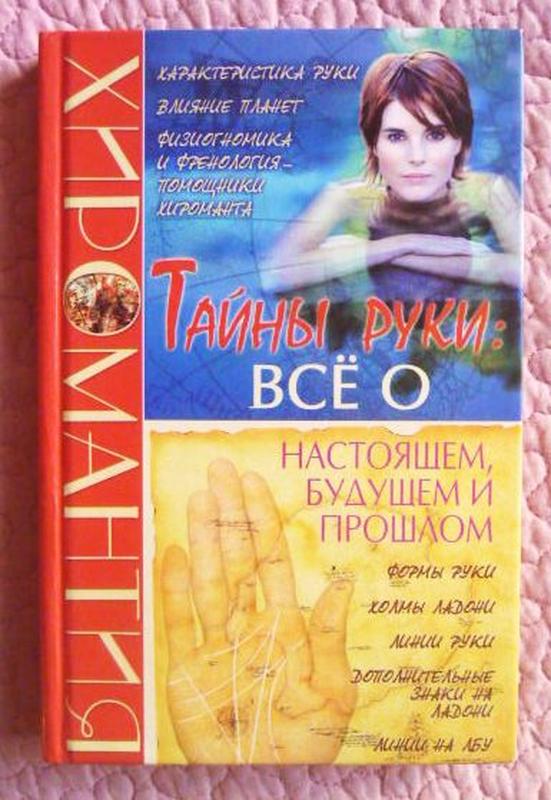 ХИРОМАНТИЯ
ХАРАКТЕРИСТИКА РУКИ
ВЛИЯНИЕ ПЛАНЕТ
ФИЗИОГНОМИКА
И ФРЕНОЛОГИЯ –
ПОМОЩНИКИ
ХИРОМАНТА
ТАЙНЫ РУКИ:
ВСЁ О
НАСТОЯЩЕМ,
БУДУЩЕМ И
ПРОШЛОМ
ФОРМЫ РУКИ
ХОЛМЫ ЛАДОНИ
ЛИНИИ РУКИ
ДОПОЛНИТЕЛЬНЫЕ
ЗНАКИ НА
ЛАДОНИ
ЛИНИИ НА ЛБУ